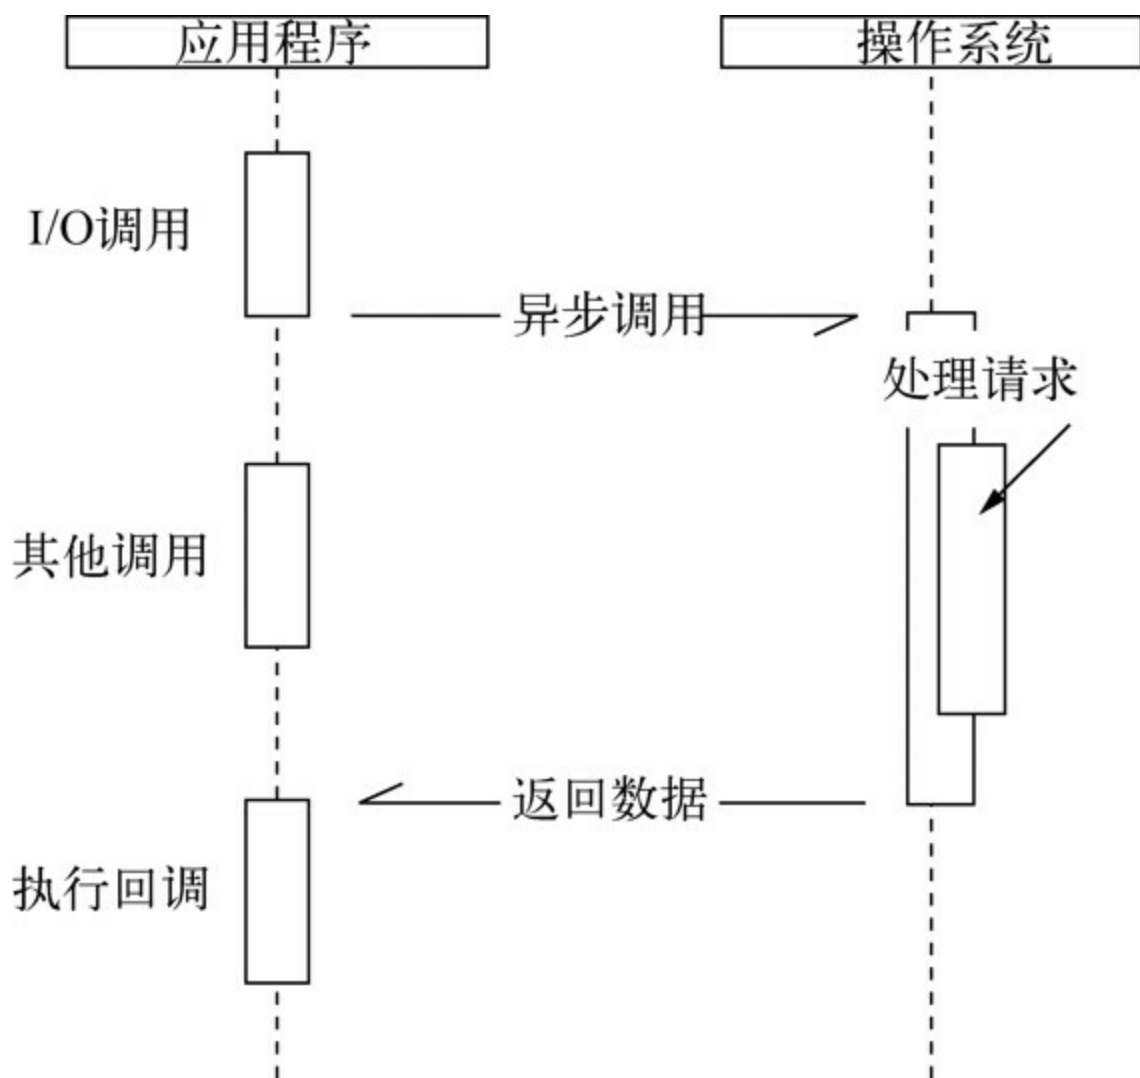 应用程序
操作系统
I/O调用
异步调用
处理请求
其他调用
返回数据
执行回调